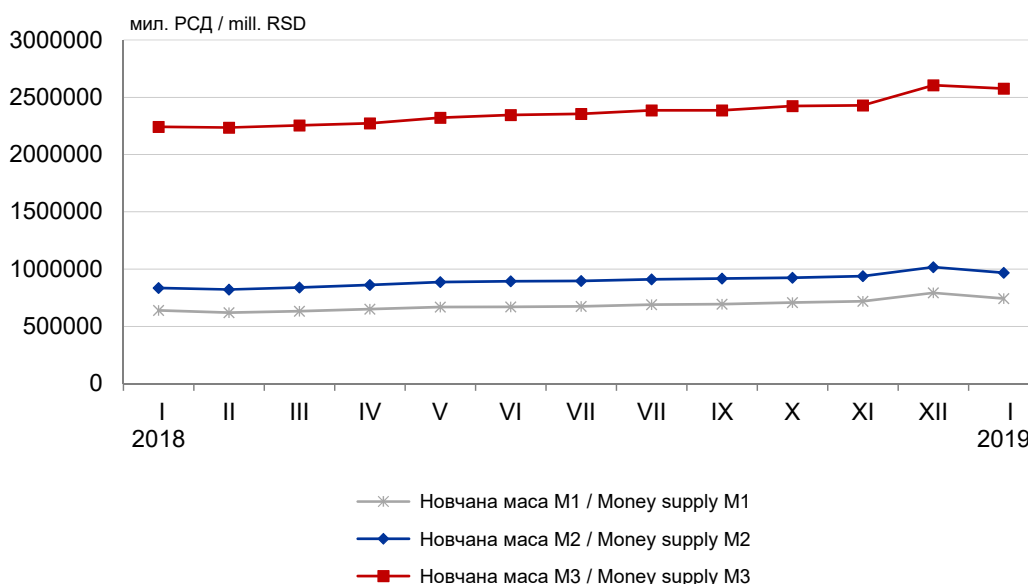 мил. РСД / mill. RSD
3000000
2500000
2000000
1500000
1000000
500000
0
I II III IV V VI VII VII IX X XI XII I
2018 2019
Новчана маса М1 / Money supply M1
Новчана маса М2 / Money supply M2
Новчана маса М3 / Money supply M3